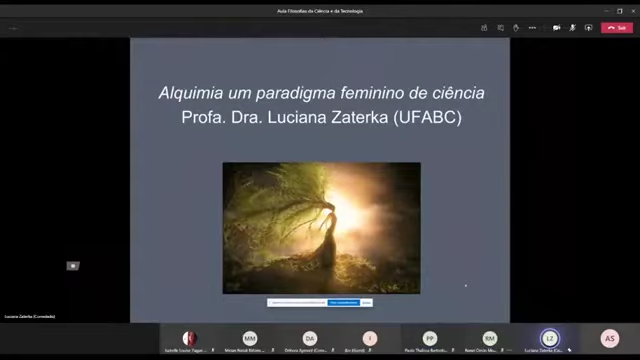 Aula Filosofias da Ciência e da Tecnologia
Sair
Alquimia um paradigma feminino de ciência
Profa. Dra. Luciana Zaterka (UFABC)
Luciana Zaterka (Convidado)
MM
DA
I
PP
RM
LZ
AS